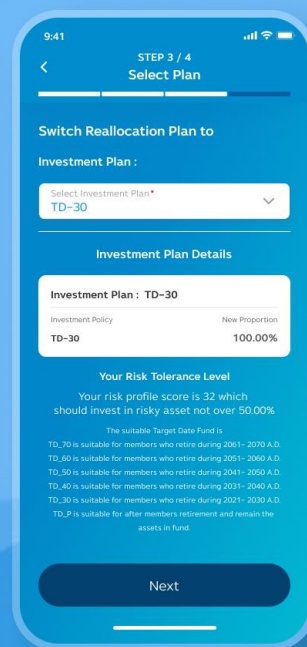 9:41
STEP 3 / 4
Select Plan
Switch Reallocation Plan to
Investment Plan :
Select Investment Plan*
TD-30
Investment Plan Details
Investment Plan : TD-30
Investment Policy New Proportion
TD-30 100.00%
Your Risk Tolerance Level
Your risk profile score is 32 which
should invest in risky asset not over 50.00%
The suitable Target Date Fund is
TD_70 is suitable for members who retire during 2061- 2070 A.D.
TD_60 is suitable for members who retire during 2051- 2060 A.D.
TD_50 is suitable for members who retire during 2041- 2050 A.D.
TD_40 is suitable for members who retire during 2031- 2040 A.D.
TD_30 is suitable for members who retire during 2021- 2030 A.D.
TD_P is suitable for after members retirement and remain the
assets in fund.
Next